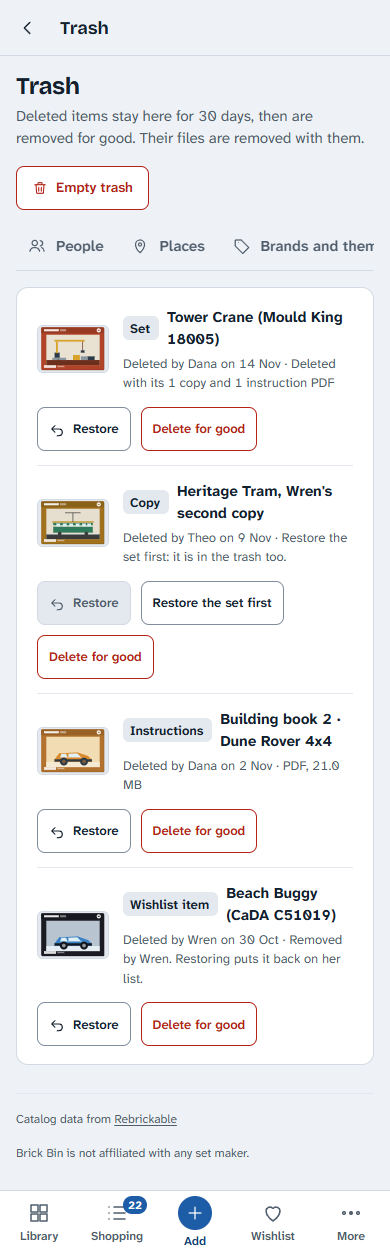 Trash
Trash
Deleted items stay here for 30 days, then are
removed for good. Their files are removed with them.
Empty trash
People Places Brands and them
Set Tower Crane (Mould King
18005)
Deleted by Dana on 14 Nov · Deleted
with its 1 copy and 1 instruction PDF
Restore Delete for good
Copy Heritage Tram, Wren's
second copy
Deleted by Theo on 9 Nov · Restore the
set first: it is in the trash too.
Restore Restore the set first
Delete for good
Instructions Building book 2 ·
Dune Rover 4x4
Deleted by Dana on 2 Nov · PDF, 21.0
MB
Restore Delete for good
Wishlist item Beach Buggy
(CaDA C51019)
Deleted by Wren on 30 Oct · Removed
by Wren. Restoring puts it back on her
list.
Restore Delete for good
Catalog data from Rebrickable
Brick Bin is not affiliated with any set maker.
22
Library Shopping Add Wishlist More